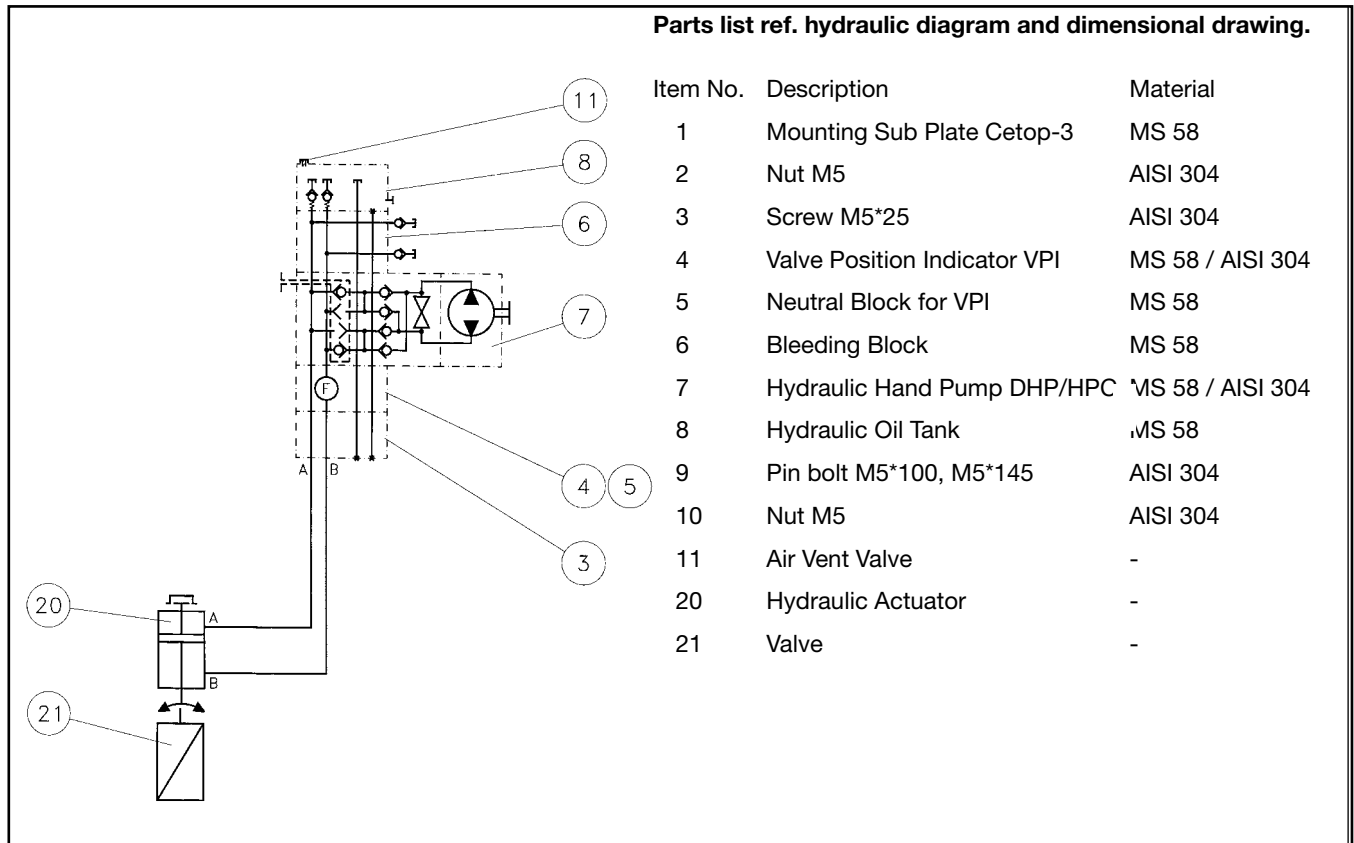 Parts list ref. hydraulic diagram and dimensional drawing.
Item No. Description Material
1 Mounting Sub Plate Cetop-3 MS 58
2 Nut M5 AISI 304
3 Screw M5*25 AISI 304
4 Valve Position Indicator VPI MS 58 / AISI 304
5 Neutral Block for VPI MS 58
6 Bleeding Block MS 58
7 Hydraulic Hand Pump DHP/HPC MS 58 / AISI 304
8 Hydraulic Oil Tank MS 58
9 Pin bolt M5*100, M5*145 AISI 304
10 Nut M5 AISI 304
11 Air Vent Valve -
20 Hydraulic Actuator -
21 Valve -
11
8
6
7
F
A B
4 5
3
20
A
B
21